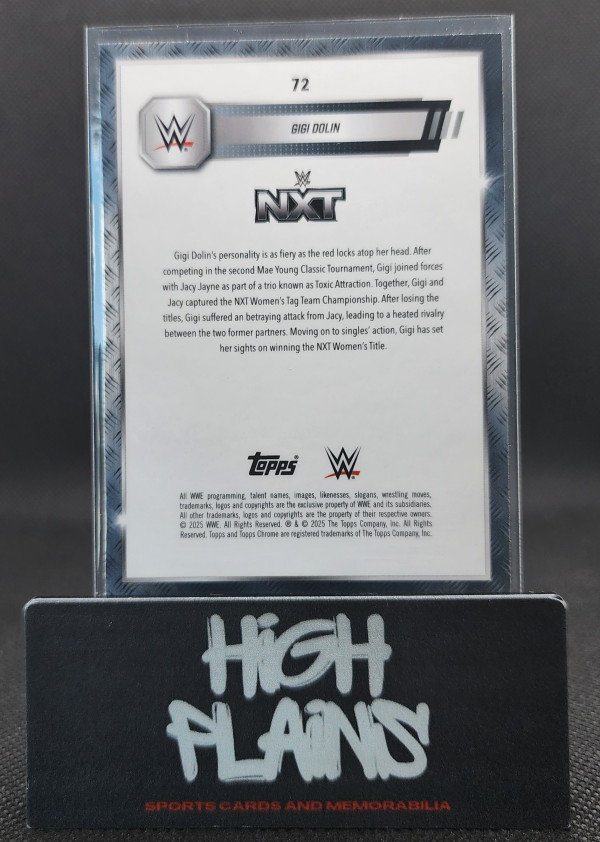 72
W
GIGI DOLIN
W
NXT
Gigi Dolin's personality is as fiery as the red locks atop her head. After
competing in the second Mae Young Classic Tournament, Gigi joined forces
with Jacy Jayne as part of a trio known as Toxic Attraction. Together, Gigi and
Jacy captured the NXT Women's Tag Team Championship. After losing the
titles, Gigi suffered an betraying attack from Jacy, leading to a heated rivalry
between the two former partners. Moving on to singles' action, Gigi has set
her sights on winning the NXT Women's Title.
Topps® W
All WWE programming, talent names, images, likenesses, slogans, wrestling moves,
trademarks, logos and copyrights are the exclusive property of WWE and its subsidiaries.
All other trademarks, logos and copyrights are the property of their respective owners.
© 2025 WWE. All Rights Reserved. ® & © 2025 The Topps Company, Inc. All Rights
Reserved. Topps and Topps Chrome are registered trademarks of The Topps Company, Inc.
HiGH
PLAiNS
SPORTS CARDS AND MEMORABILIA